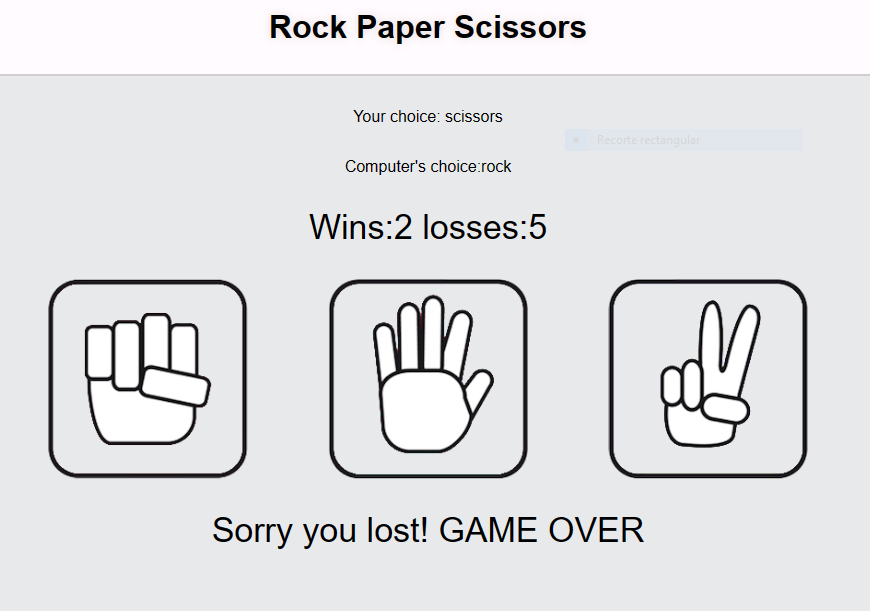 Rock Paper Scissors
Your choice: scissors
Recorte rectangular
Computer's choice:rock
Wins:2 losses:5
Sorry you lost! GAME OVER